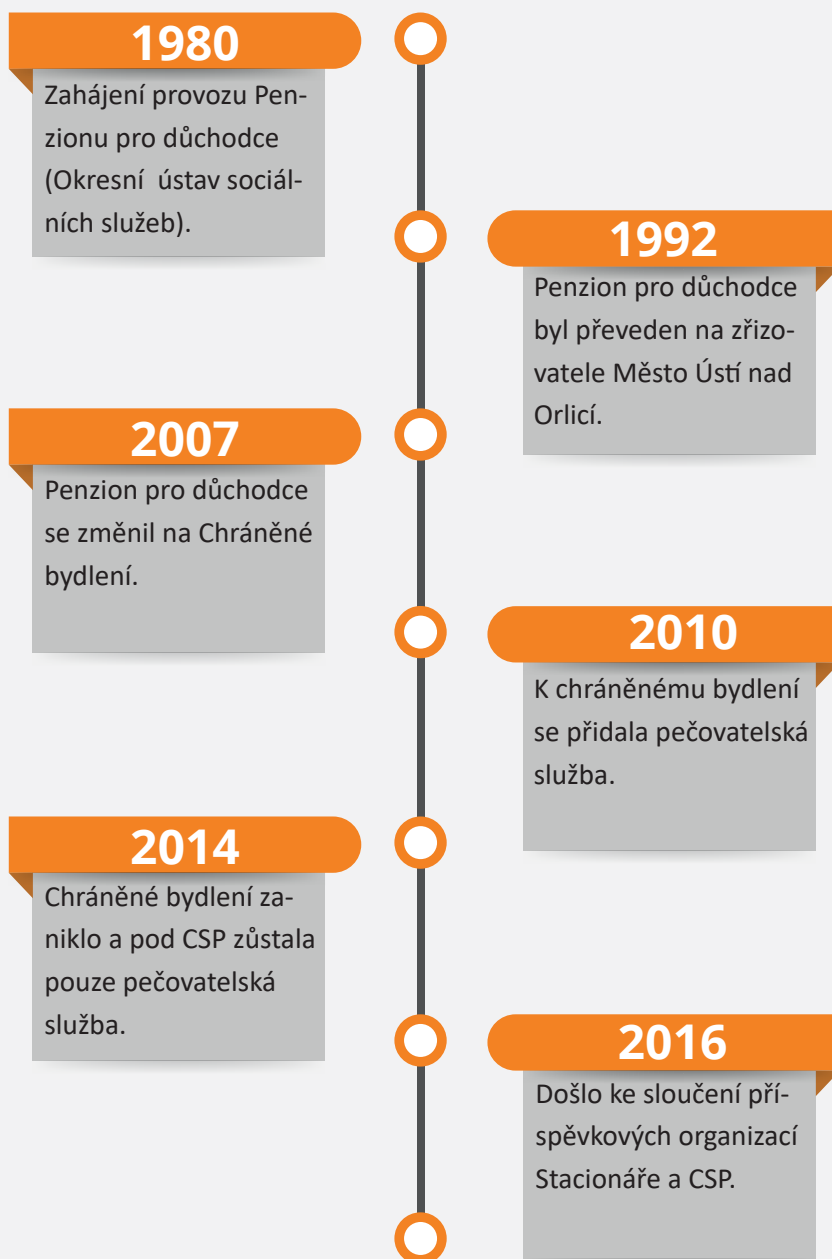 1980
Zahájení provozu Pen-
zionu pro důchodce
(Okresní ústav sociál-
ních služeb).
1992
Penzion pro důchodce
byl převeden na zřizo-
vatele Město Ústí nad
Orlicí.
2007
Penzion pro důchodce
se změnil na Chráněné
bydlení.
2010
K chráněnému bydlení
se přidala pečovatelská
služba.
2014
Chráněné bydlení za-
niklo a pod CSP zůstala
pouze pečovatelská
služba.
2016
Došlo ke sloučení pří-
spěvkových organizací
Stacionáře a CSP.